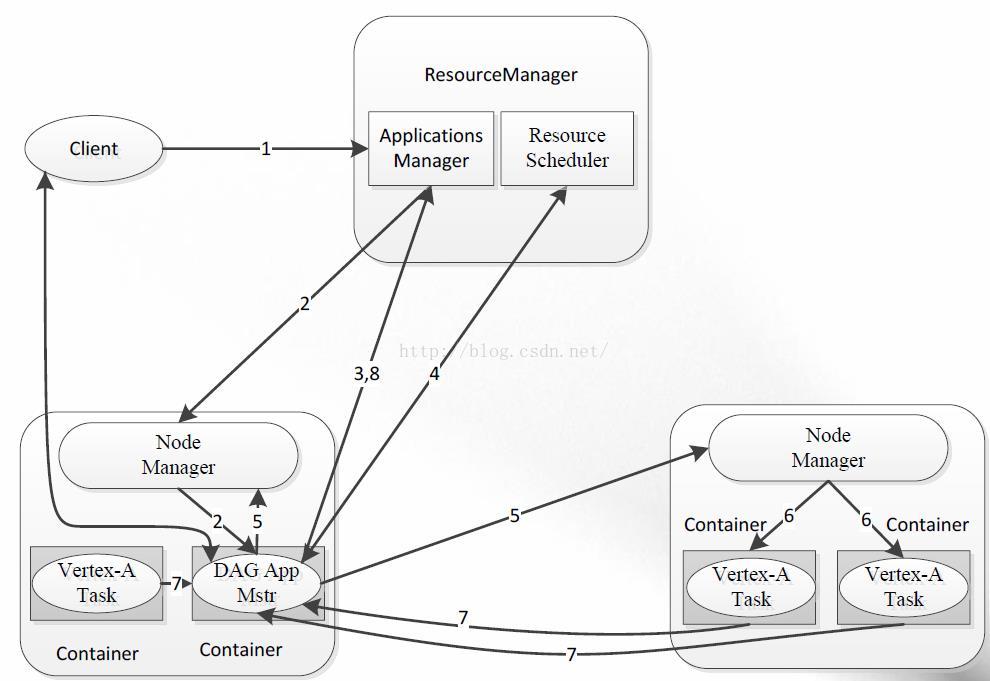 ResourceManager
Applications
Manager
Resource
Scheduler
Client
1
2
http://blog.csdn.net/
3,8
4
Node
Manager
Node
Manager
2
5
5
6
6
Container
Container
Vertex-A
Task
7
DAG App
Mstr
Vertex-A
Task
Vertex-A
Task
7
7
Container
Container